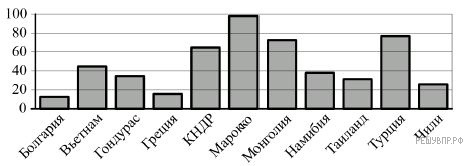 100
80
60
40
20
0
Болгария
Вьетнам
Гондурас
Греция
КНДР
Марокко
Монголия
Намибия
Таиланд
Турция
Чили
РЕШУВПР.РФ